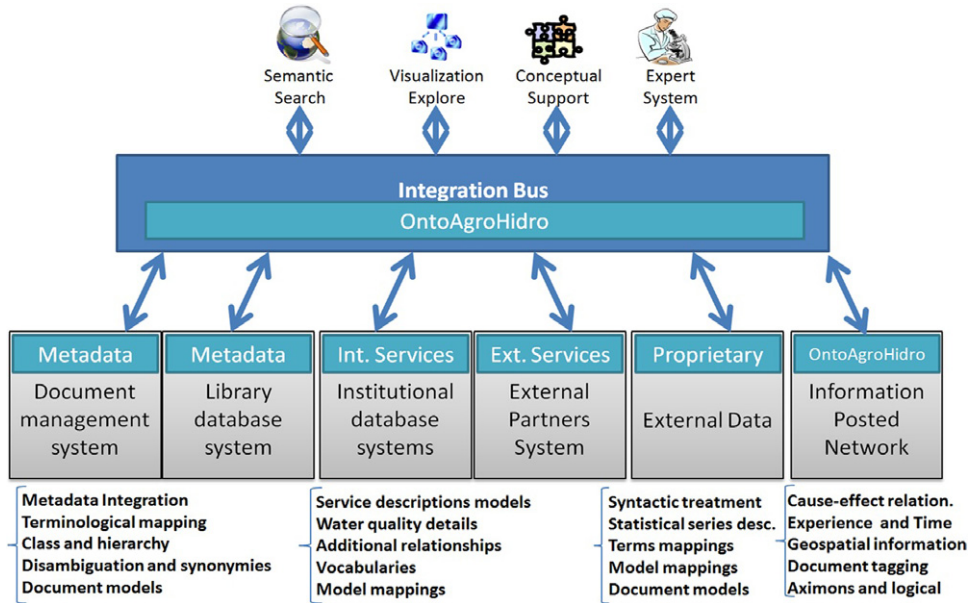 Semantic
Search
Visualization
Explore
Conceptual
Support
Expert
System
Integration Bus
OntoAgroHidro
Metadata
Document
management
system
Metadata
Library
database
system
Int. Services
Institutional
database
systems
Ext. Services
External
Partners
System
Proprietary
External Data
OntoAgroHidro
Information
Posted
Network
Metadata Integration
Terminological mapping
Class and hierarchy
Disambiguation and synonymies
Document models
Service descriptions models
Water quality details
Additional relationships
Vocabularies
Model mappings
Syntactic treatment
Statistical series desc.
Terms mappings
Model mappings
Document models
Cause-effect relation.
Experience and Time
Geospatial information
Document tagging
Aximons and logical